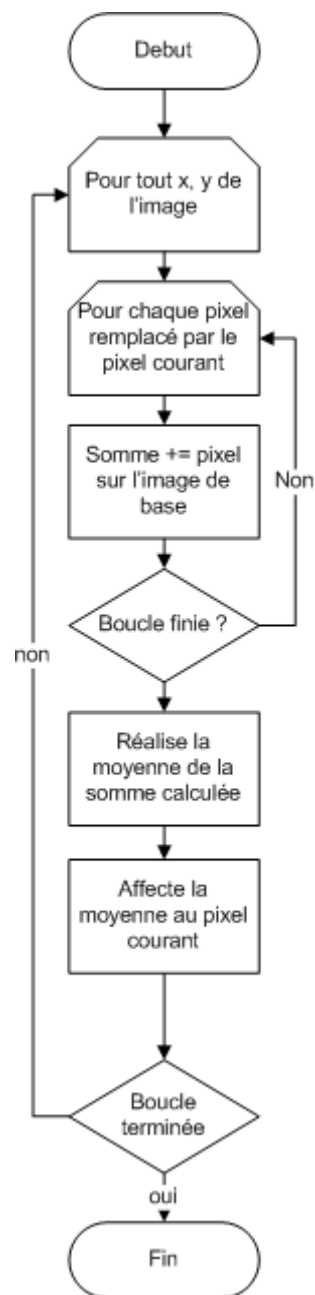 Debut
Pour tout x, y de
l'image
Pour chaque pixel
remplacé par le
pixel courant
Somme += pixel
sur l'image de
base
Non
Boucle finie ?
non
Réalise la
moyenne de la
somme calculée
Affecte la
moyenne au pixel
courant
Boucle
terminée
oui
Fin